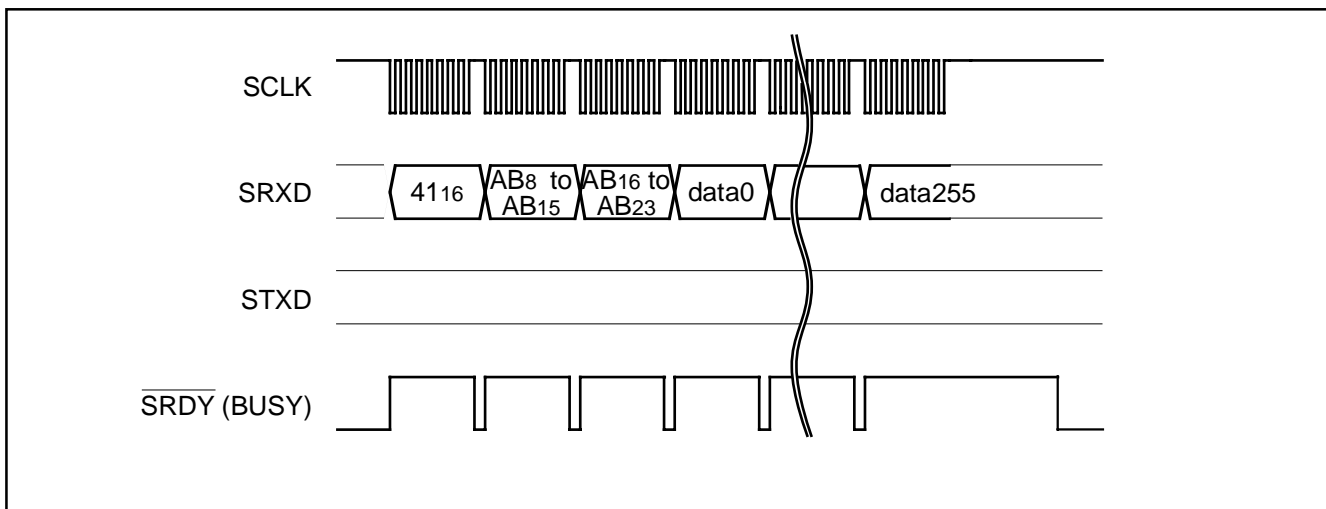 SCLK
SRXD
4116
AB8 to
AB15
AB16 to
AB23
data0
data255
STXD
SRDY (BUSY)